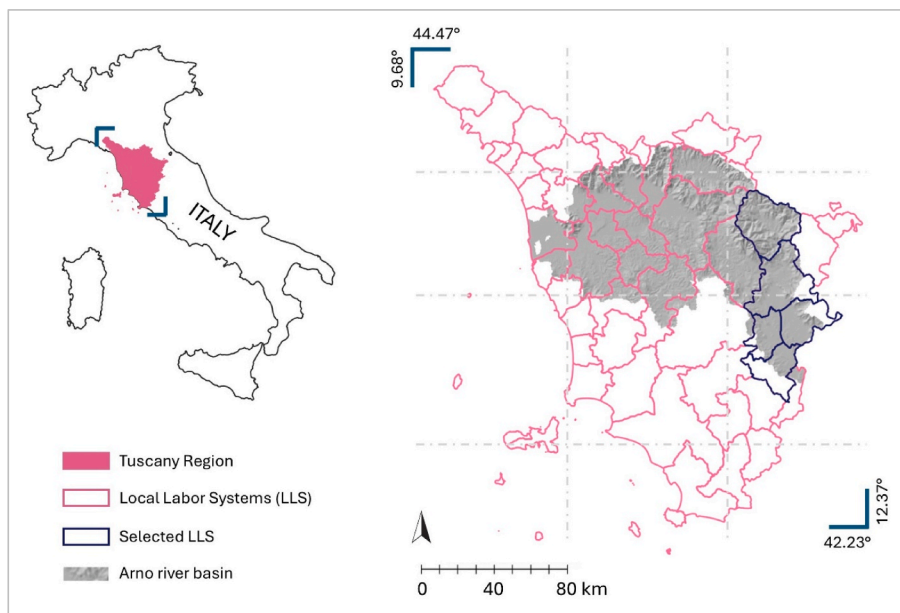 44.47°
9.68°
ITALY
Tuscany Region
Local Labor Systems (LLS)
Selected LLS
Arno river basin
12.37°
42.23°
0 40 80 km